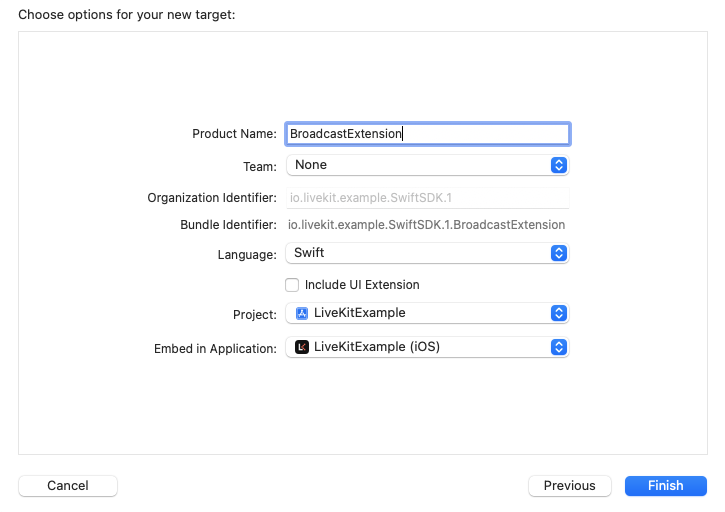 Choose options for your new target:
Product Name: BroadcastExtension
Team: None
Organization Identifier: io.livekit.example.SwiftSDK.1
Bundle Identifier: io.livekit.example.SwiftSDK.1.BroadcastExtension
Language: Swift
Include UI Extension
Project: LiveKitExample
Embed in Application: LiveKitExample (iOS)
Cancel Previous Finish